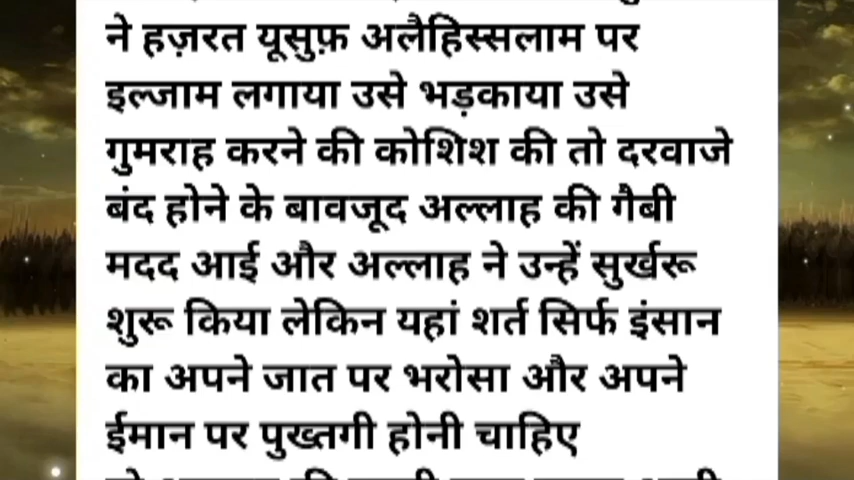 ने हज़रत यूसुफ़ अलैहिस्सलाम पर
इल्जाम लगाया उसे भड़काया उसे
गुमराह करने की कोशिश की तो दरवाजे
बंद होने के बावजूद अल्लाह की गैबी
मदद आई और अल्लाह ने उन्हें सुर्खरू
शुरू किया लेकिन यहां शर्त सिर्फ इंसान
का अपने जात पर भरोसा और अपने
ईमान पर पुख्तगी होनी चाहिए